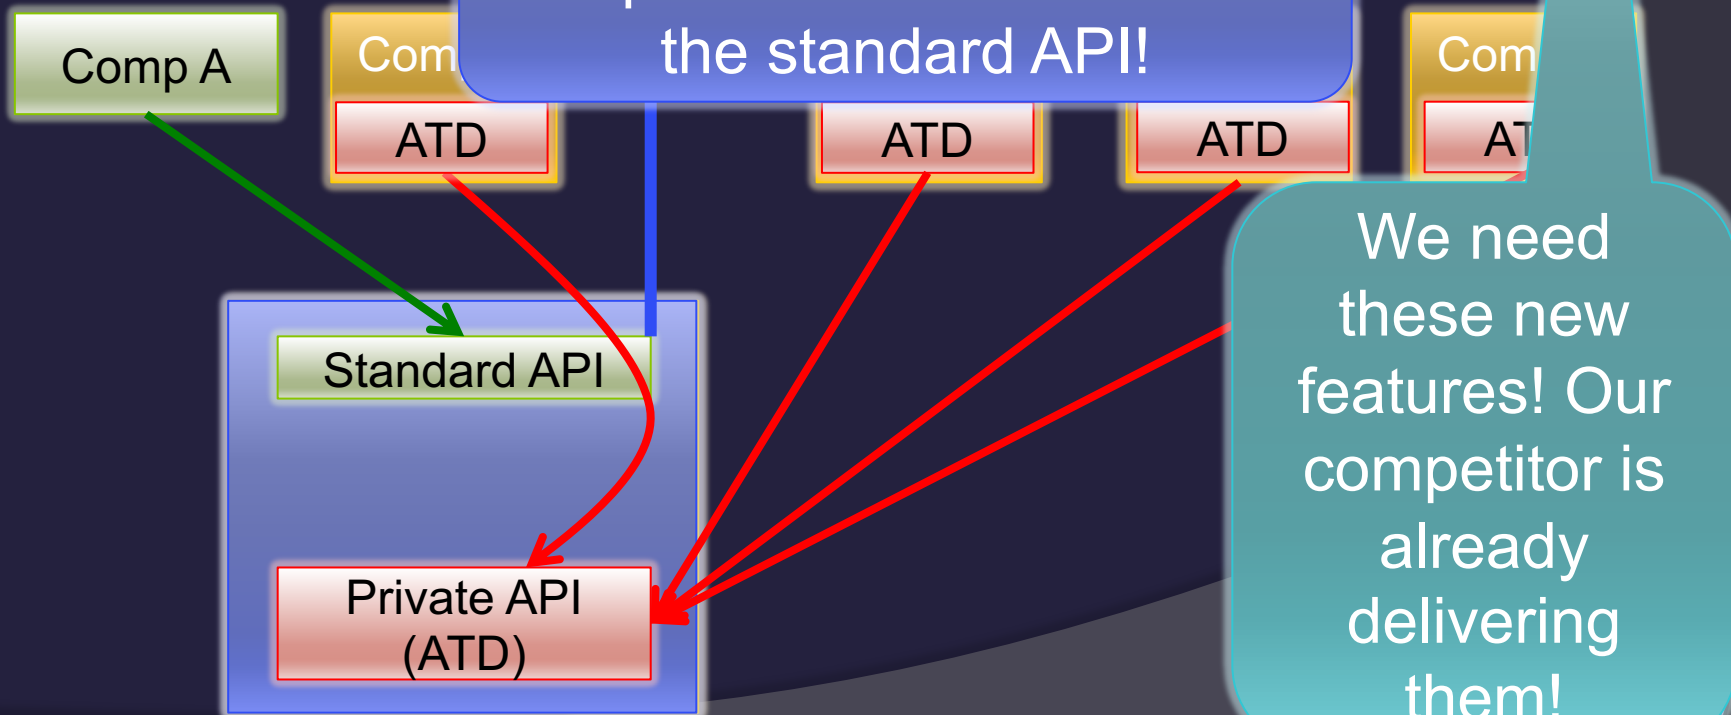 the standard API!
Comp A
Com
Com
ATD
ATD
ATD
AT
We need
these new
features! Our
competitor is
already
delivering
them!
Standard API
Private API
(ATD)